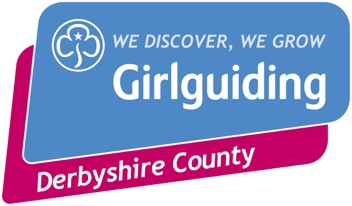 WE DISCOVER, WE GROW
Girlguiding
Derbyshire County